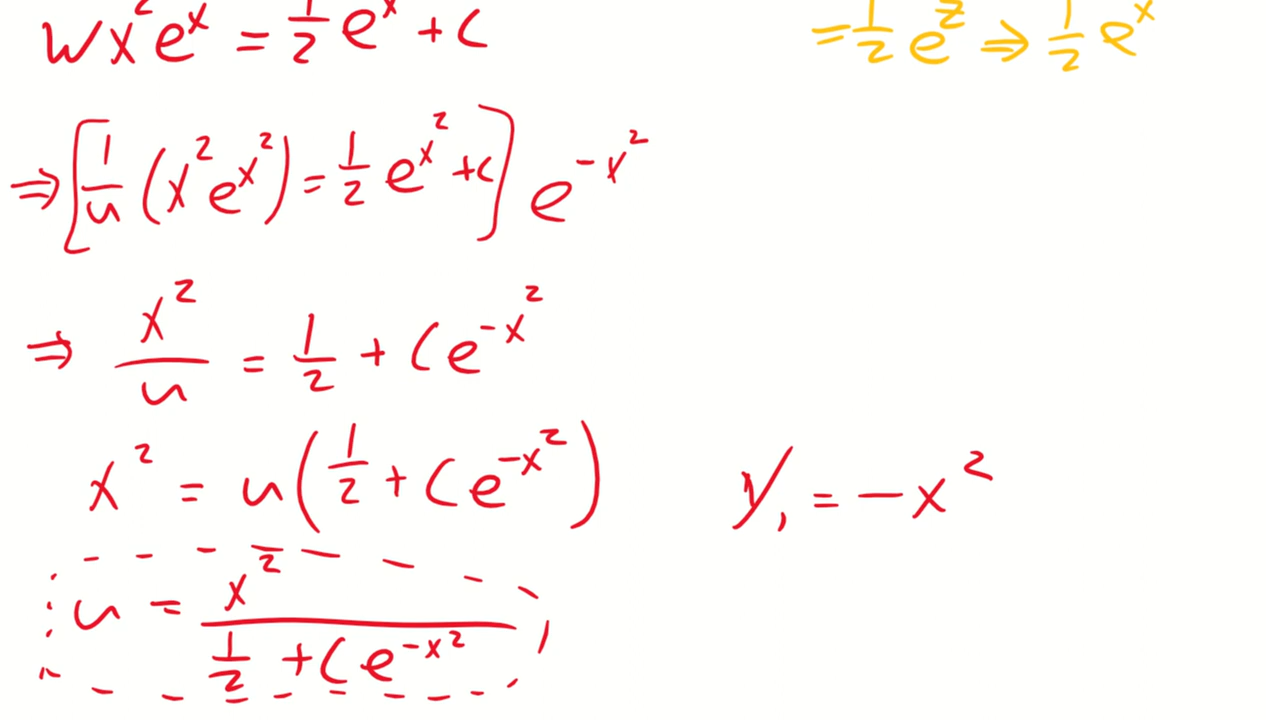 wx²eˣ = 1/2 eˣ + c
= 1/2 e^z ⇒ 1/2 eˣ
⇒ [1/u (x²e^x²) = 1/2 e^x² + c] e^-x²
⇒ x²/u = 1/2 + Ce^-x²
x² = u(1/2 + Ce^-x²)
y₁ = -x²
u = x²/(1/2 + Ce^-x²)